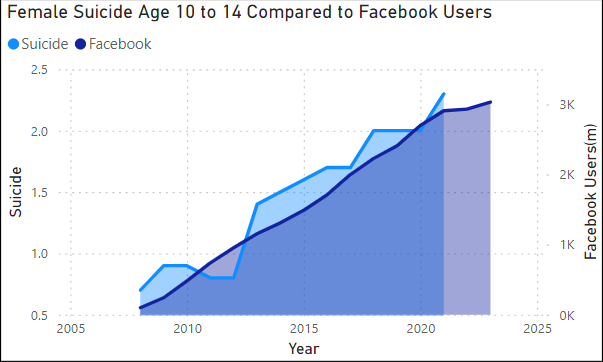 Female Suicide Age 10 to 14 Compared to Facebook Users
Suicide Facebook
2.5
2.0
1.5
1.0
0.5
Suicide
3K
2K
1K
0K
Facebook Users(m)
2005 2010 2015 2020 2025
Year